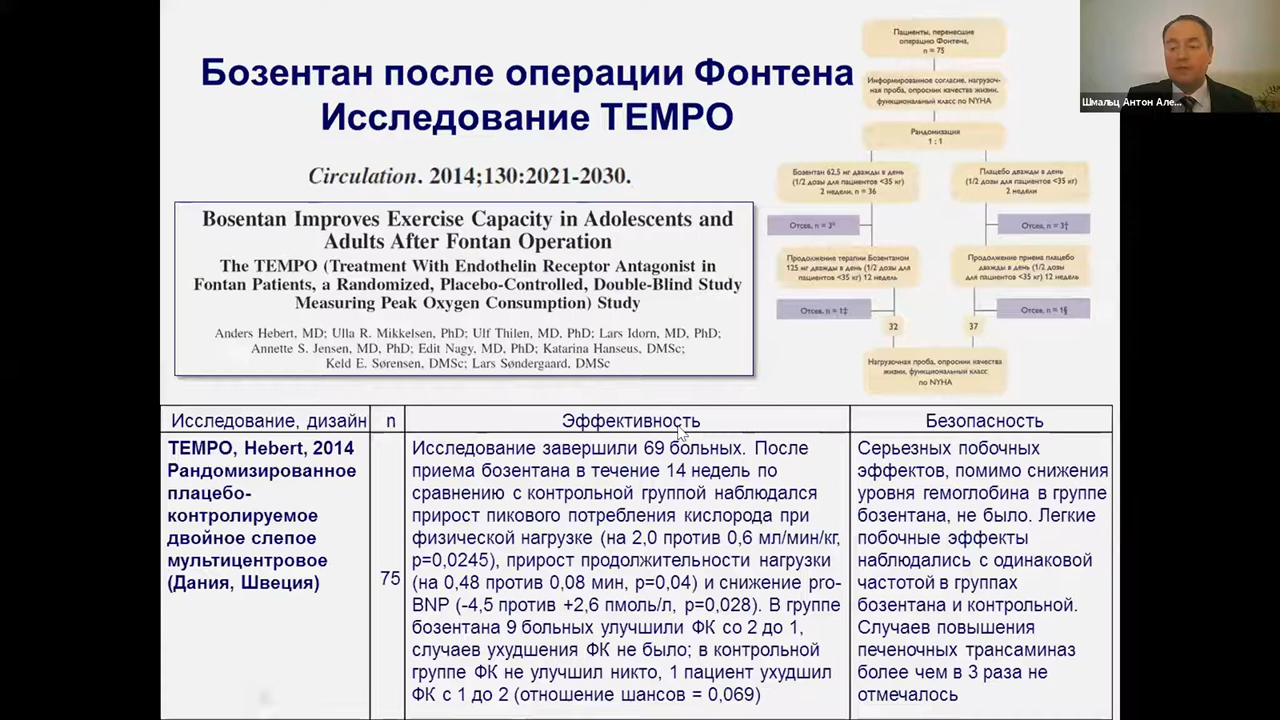 Бозентан после операции Фонтена
Исследование TEMPO
Circulation. 2014;130:2021-2030.
Bosentan Improves Exercise Capacity in Adolescents and
Adults After Fontan Operation
The TEMPO (Treatment With Endothelin Receptor Antagonist in
Fontan Patients, a Randomized, Placebo-Controlled, Double-Blind Study
Measuring Peak Oxygen Consumption) Study
Anders Hebert, MD; Ulla R. Mikkelsen, PhD; Ulf Thilen, MD, PhD; Lars Idorn, MD, PhD;
Annette S. Jensen, MD, PhD; Edit Nagy, MD, PhD; Katarina Hanseus, DMSc;
Keld E. Sørensen, DMSc; Lars Søndergaard, DMSc
Пациенты, перенесшие
операцию Фонтена,
n = 75
Информированное согласие, нагрузоч-
ная проба, опросник качества жизни,
функциональный класс по NYHA
Рандомизация
1 : 1
Бозентан 62,5 мг дважды в день
(1/2 дозы для пациентов <35 кг)
2 недели, n = 36
Плацебо дважды в день
(1/2 дозы для пациентов <35 кг)
2 недели
Отсев, n = 3*
Отсев, n = 3†
Продолжение терапии Бозентаном
125 мг дважды в день (1/2 дозы для
пациентов <35 кг) 12 недель
Продолжение приема плацебо
дважды в день (1/2 дозы для
пациентов <35 кг) 12 недель
Отсев, n = 1‡
Отсев, n = 1§
32
37
Нагрузочная проба, опросник качества
жизни, функциональный класс
по NYHA
Шмальц Антон Але...
Исследование, дизайн
n
Эффективность
Безопасность
TEMPO, Hebert, 2014
Рандомизированное
плацебо-
контролируемое
двойное слепое
мультицентровое
(Дания, Швеция)
75
Исследование завершили 69 больных. После
приема бозентана в течение 14 недель по
сравнению с контрольной группой наблюдался
прирост пикового потребления кислорода при
физической нагрузке (на 2,0 против 0,6 мл/мин/кг,
p=0,0245), прирост продолжительности нагрузки
(на 0,48 против 0,08 мин, p=0,04) и снижение pro-
BNP (-4,5 против +2,6 пмоль/л, p=0,028). В группе
бозентана 9 больных улучшили ФК со 2 до 1,
случаев ухудшения ФК не было; в контрольной
группе ФК не улучшил никто, 1 пациент ухудшил
ФК с 1 до 2 (отношение шансов = 0,069)
Серьезных побочных
эффектов, помимо снижения
уровня гемоглобина в группе
бозентана, не было. Легкие
побочные эффекты
наблюдались с одинаковой
частотой в группах
бозентана и контрольной.
Случаев повышения
печеночных трансаминаз
более чем в 3 раза не
отмечалось